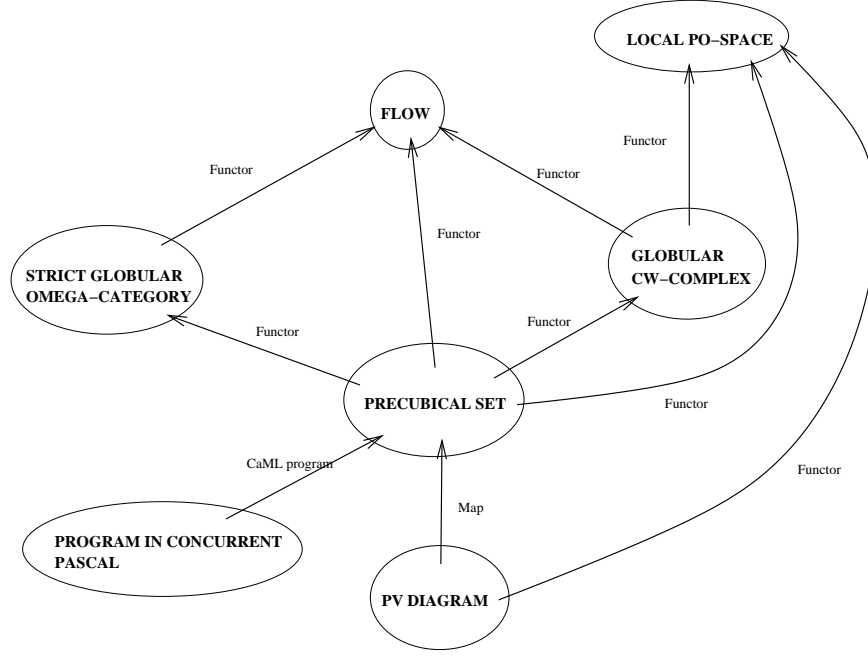 LOCAL PO−SPACE
FLOW
Functor
Functor
Functor
Functor
STRICT GLOBULAR
OMEGA−CATEGORY
GLOBULAR
CW−COMPLEX
Functor
Functor
PRECUBICAL SET
Functor
CaML program
Functor
Map
PROGRAM IN CONCURRENT
PASCAL
PV DIAGRAM